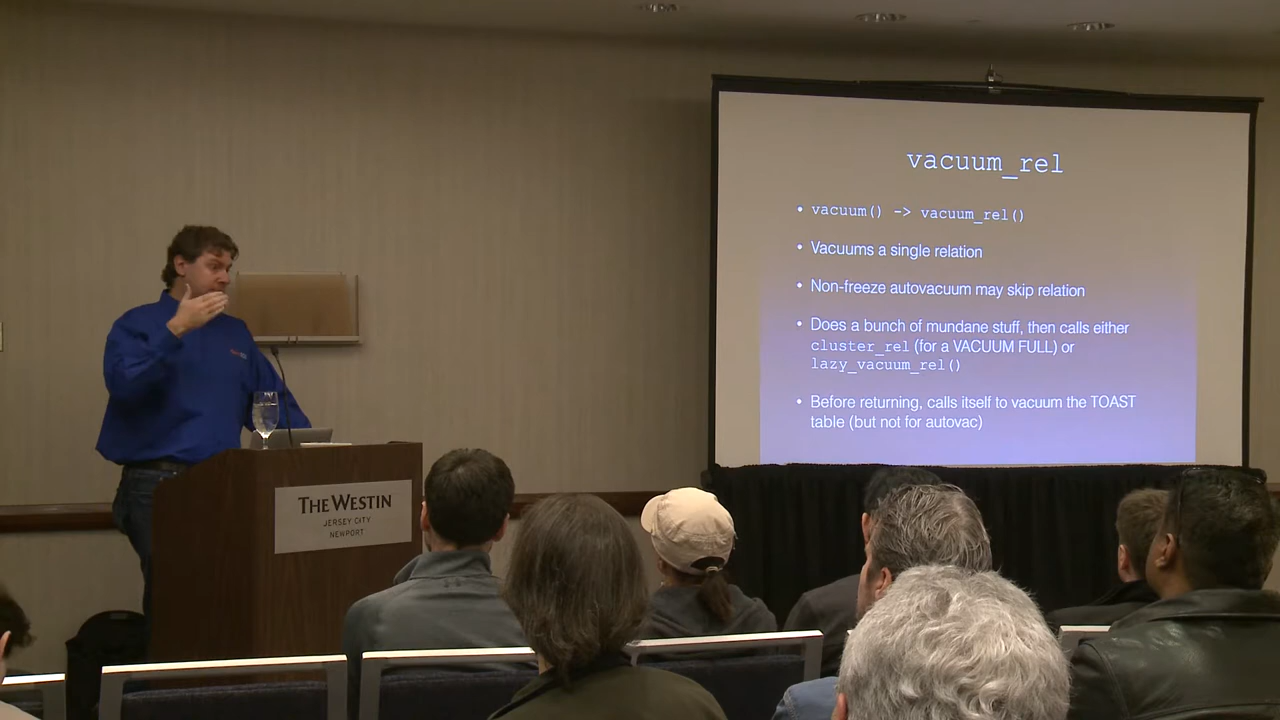 vacuum_rel
• vacuum() -> vacuum_rel()
• Vacuums a single relation
• Non-freeze autovacuum may skip relation
• Does a bunch of mundane stuff, then calls either
cluster_rel (for a VACUUM FULL) or
lazy_vacuum_rel()
• Before returning, calls itself to vacuum the TOAST
table (but not for autovac)
THE WESTIN
JERSEY CITY
NEWPORT